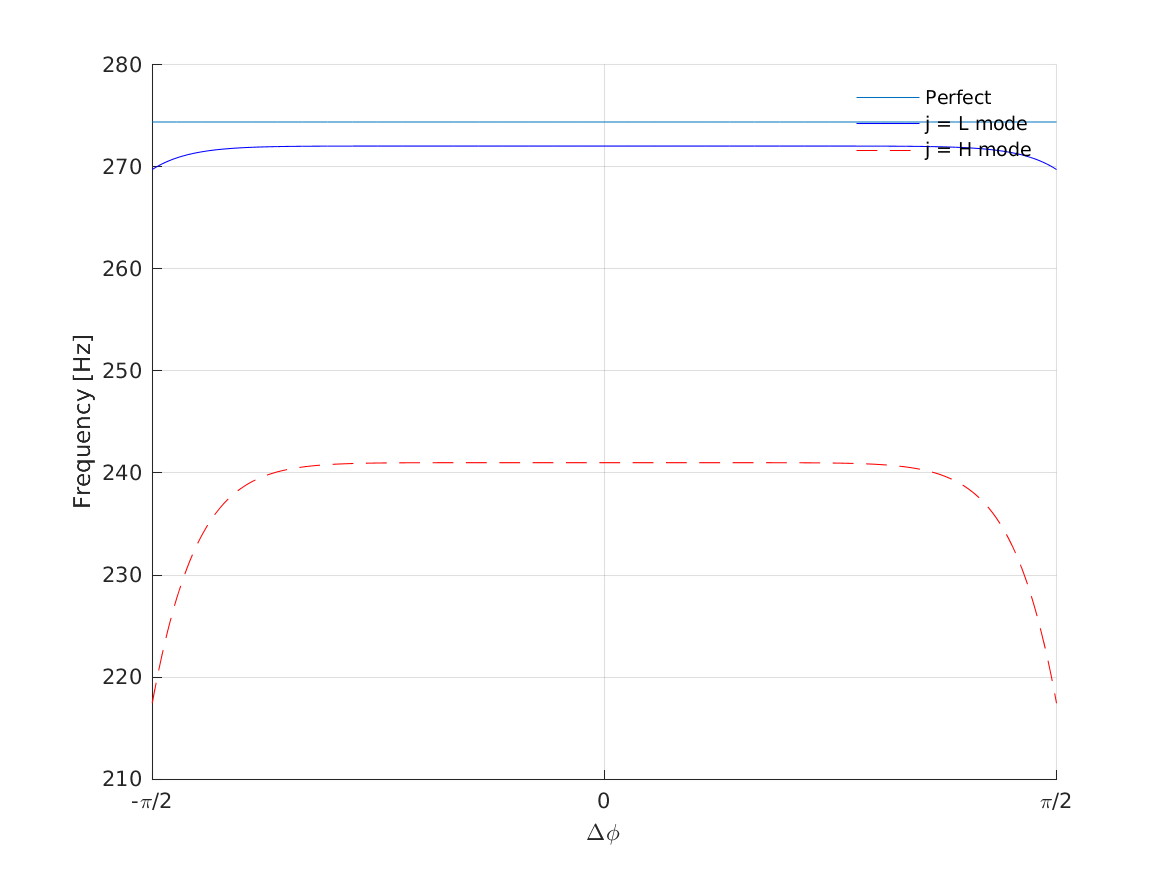 280
270
260
250
240
230
220
210
Frequency [Hz]
Perfect
j = L mode
j = H mode
-π/2
0
π/2
Δϕ